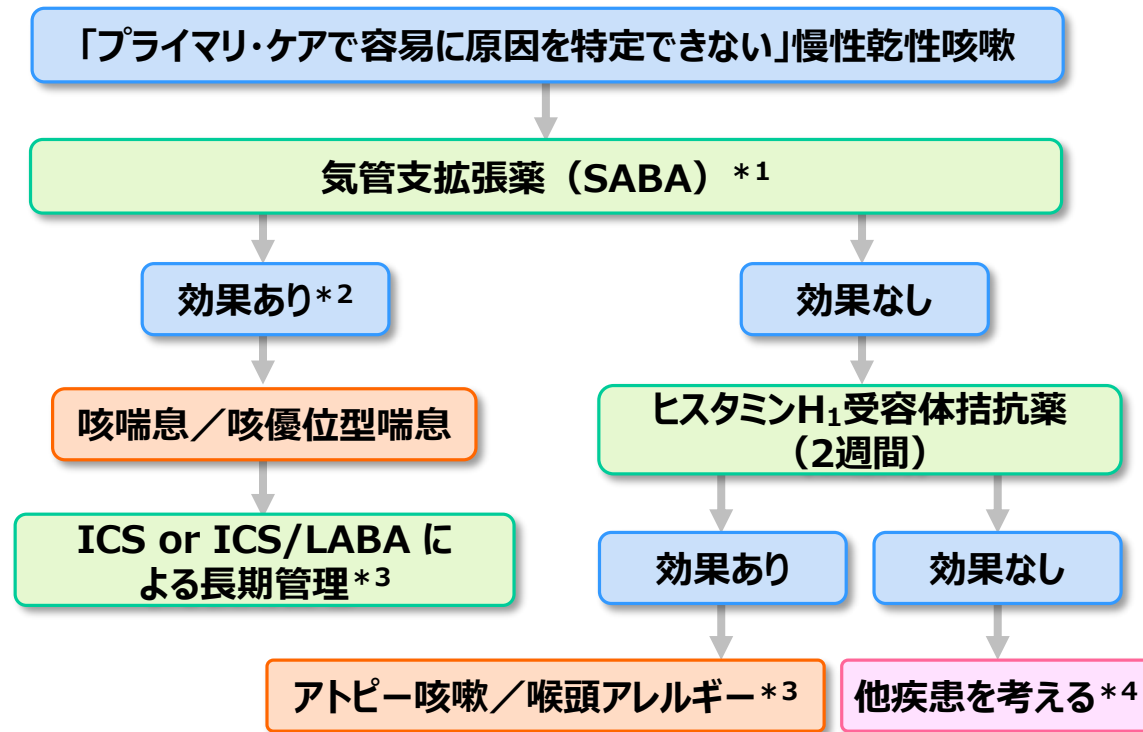 「プライマリ・ケアで容易に原因を特定できない」慢性乾性咳嗽
気管支拡張薬（SABA）*1
効果あり*2
効果なし
咳喘息／咳優位型喘息
ヒスタミンH₁受容体拮抗薬
（2週間）
ICS or ICS/LABA に
よる長期管理*3
効果あり
効果なし
アトピー咳嗽／喉頭アレルギー*3
他疾患を考える*4